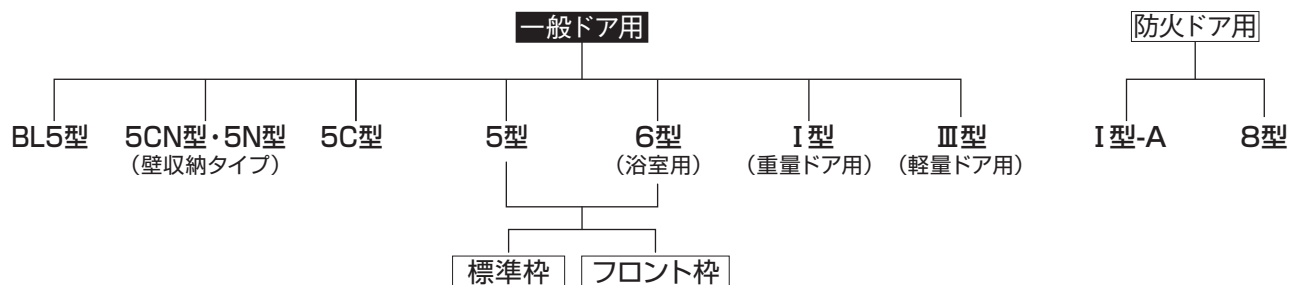 一般ドア用
防火ドア用
BL5型
5CN型・5N型
(壁収納タイプ)
5C型
5型
6型
(浴室用)
Ⅰ型
(重量ドア用)
Ⅲ型
(軽量ドア用)
Ⅰ型-A
8型
標準枠
フロント枠